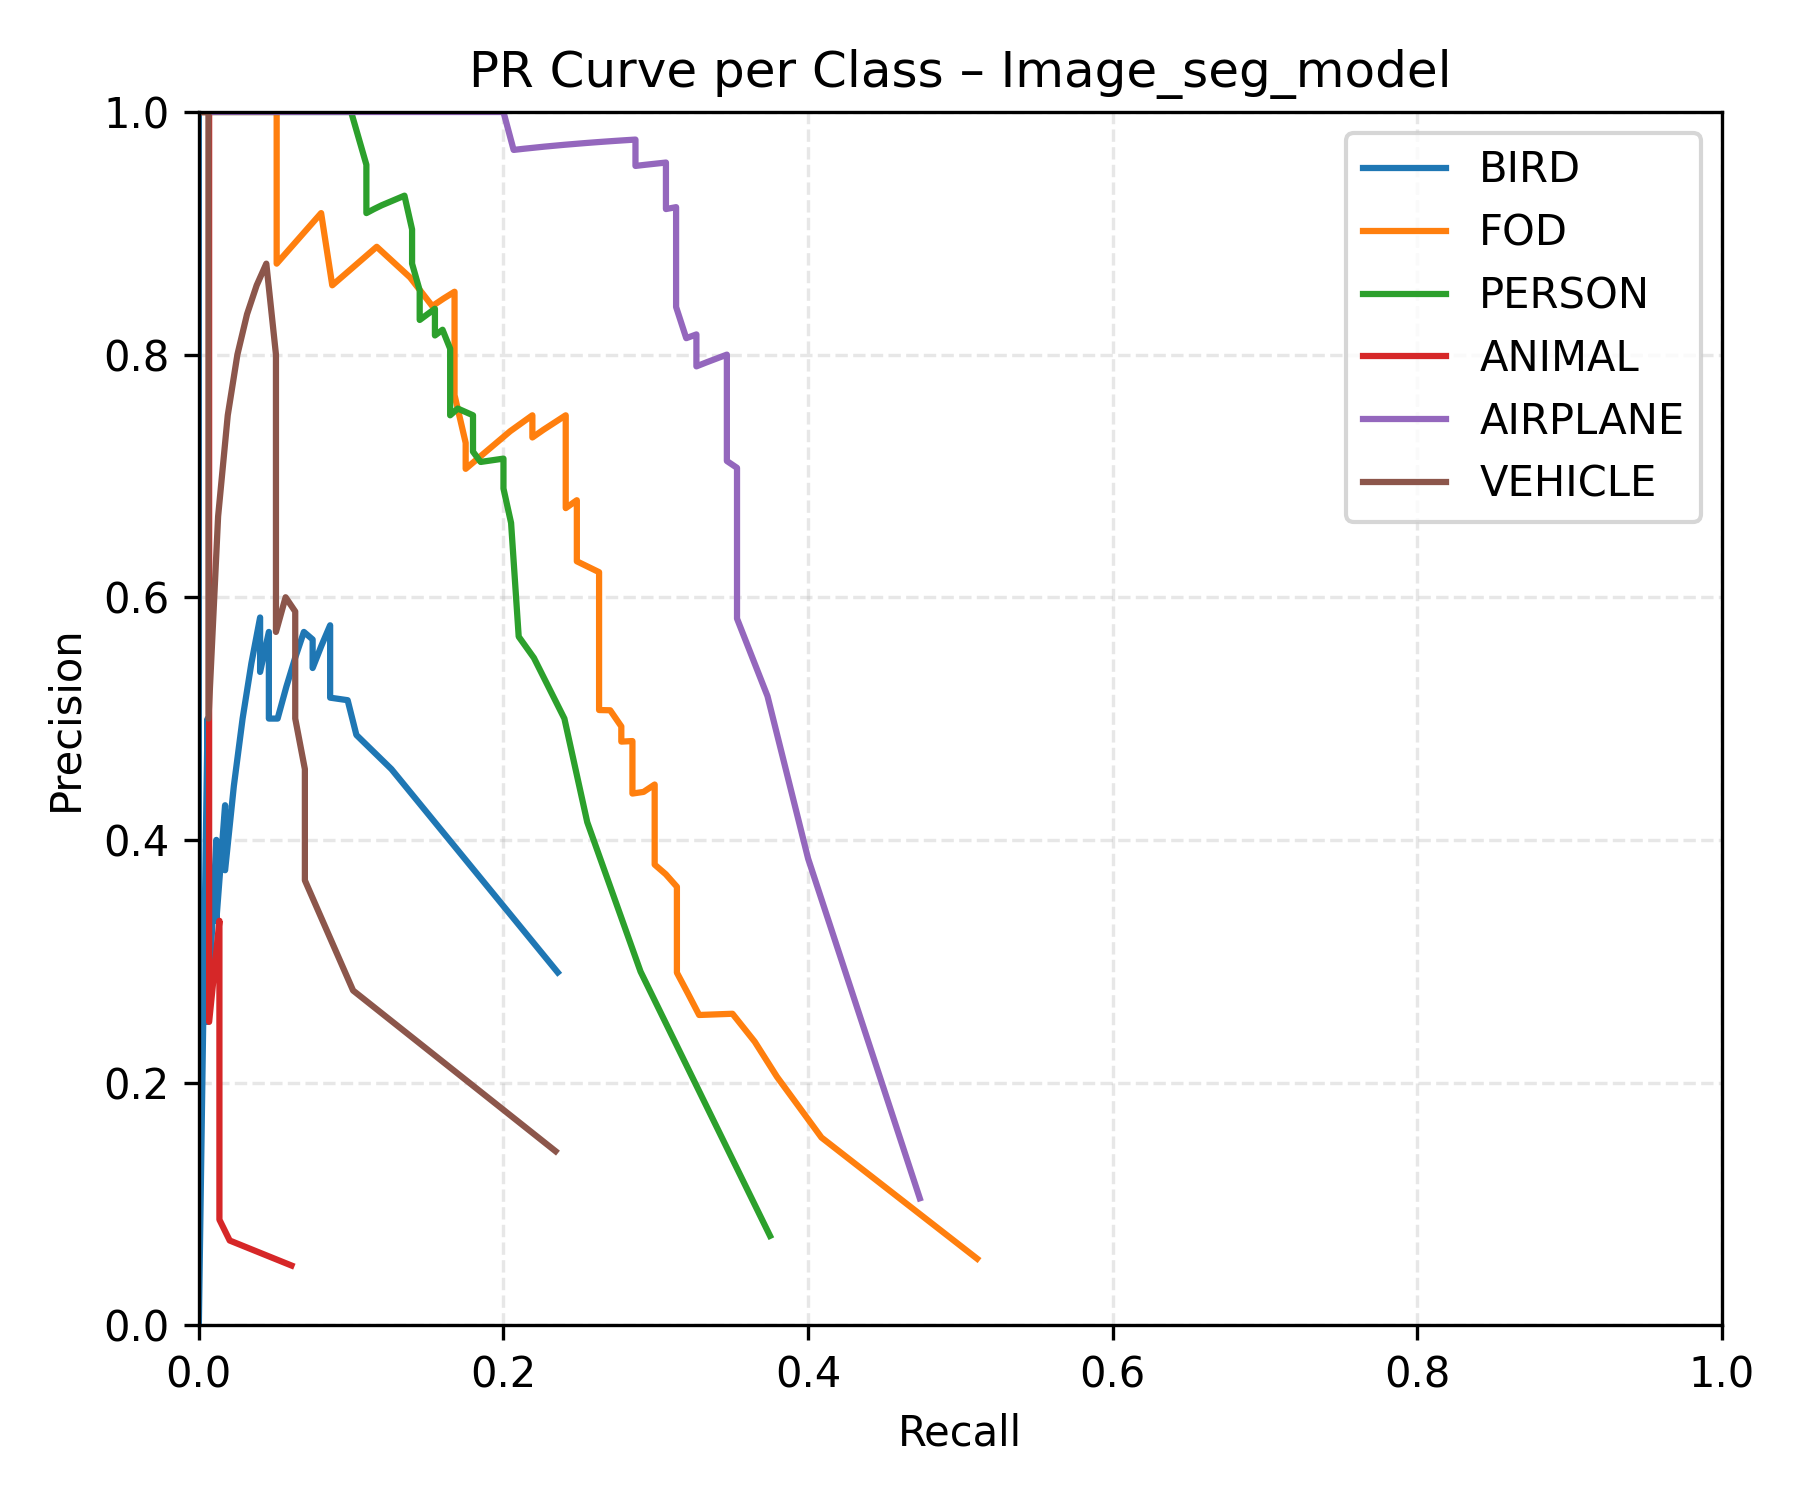 PR Curve per Class – Image_seg_model
1.0
0.8
0.6
0.4
0.2
0.0
Precision
BIRD
FOD
PERSON
ANIMAL
AIRPLANE
VEHICLE
0.0 0.2 0.4 0.6 0.8 1.0
Recall